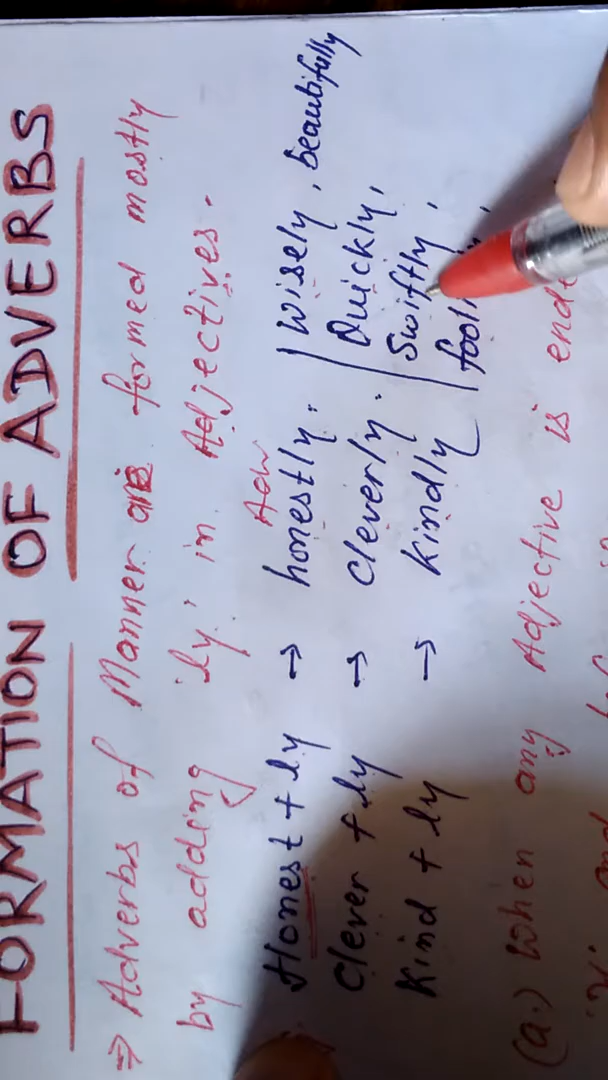 FORMATION OF ADVERBS
⇒ Adverbs of Manner are formed mostly
by adding 'ly' in Adjectives.
Adv
Honest + ly → honestly. / Wisely, beautifully
Clever + ly → Cleverly. / Quickly,
Kind + ly → Kindly / Swiftly,
(a.) When any Adjective is